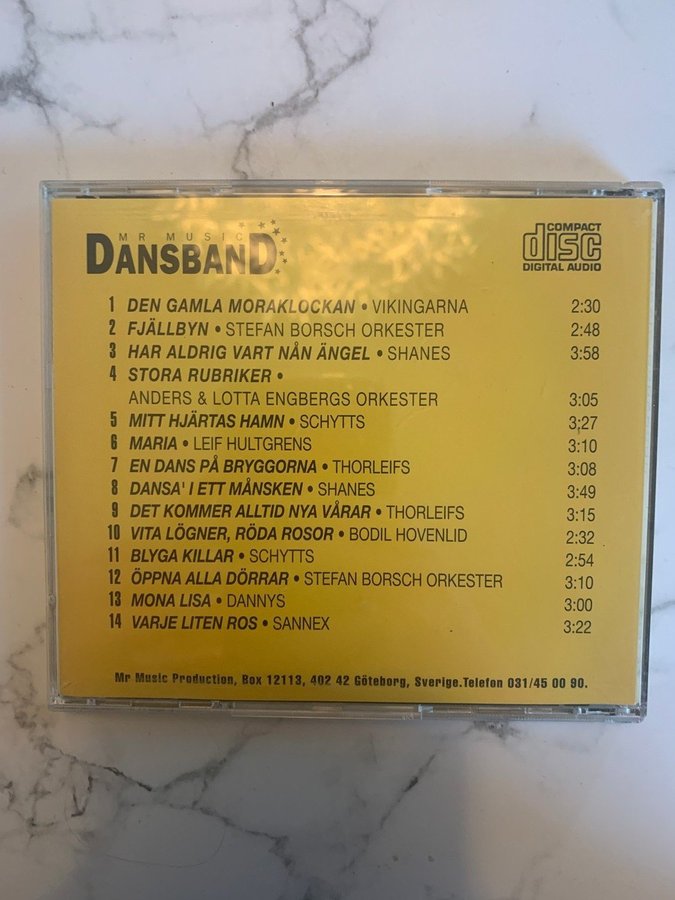 MR MUSIC
DANSBAND
COMPACT
disc
DIGITAL AUDIO
1 DEN GAMLA MORAKLOCKAN • VIKINGARNA 2:30
2 FJÄLLBYN • STEFAN BORSCH ORKESTER 2:48
3 HAR ALDRIG VART NÅN ÄNGEL • SHANES 3:58
4 STORA RUBRIKER •
ANDERS & LOTTA ENGBERGS ORKESTER 3:05
5 MITT HJÄRTAS HAMN • SCHYTTS 3;27
6 MARIA • LEIF HULTGRENS 3:10
7 EN DANS PÅ BRYGGORNA • THORLEIFS 3:08
8 DANSA' I ETT MÅNSKEN • SHANES 3:49
9 DET KOMMER ALLTID NYA VÅRAR • THORLEIFS 3:15
10 VITA LÖGNER, RÖDA ROSOR • BODIL HOVENLID 2:32
11 BLYGA KILLAR • SCHYTTS 2:54
12 ÖPPNA ALLA DÖRRAR • STEFAN BORSCH ORKESTER 3:10
13 MONA LISA • DANNYS 3:00
14 VARJE LITEN ROS • SANNEX 3:22
Mr Music Production, Box 12113, 402 42 Göteborg, Sverige.Telefon 031/45 00 90.